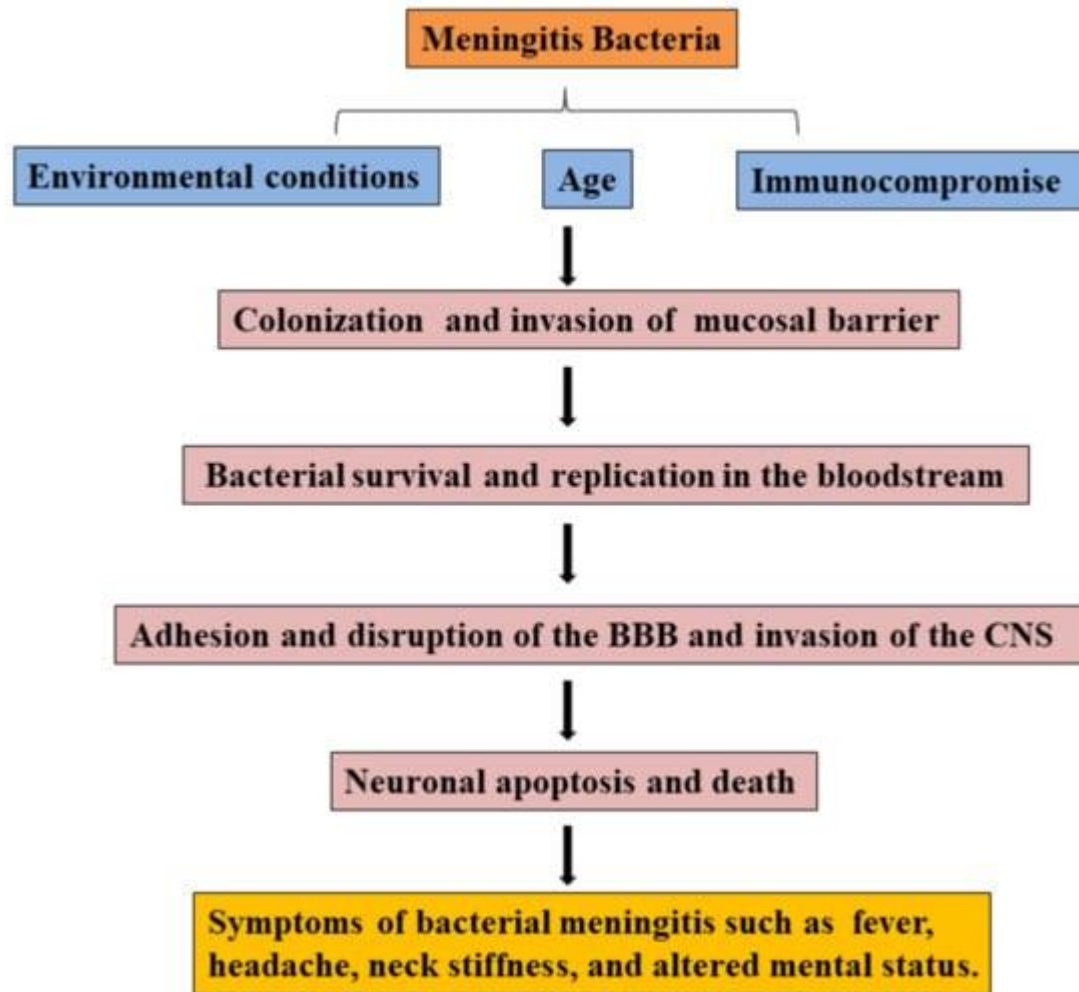 Meningitis Bacteria
Environmental conditions
Age
Immunocompromise
Colonization and invasion of mucosal barrier
Bacterial survival and replication in the bloodstream
Adhesion and disruption of the BBB and invasion of the CNS
Neuronal apoptosis and death
Symptoms of bacterial meningitis such as fever,
headache, neck stiffness, and altered mental status.